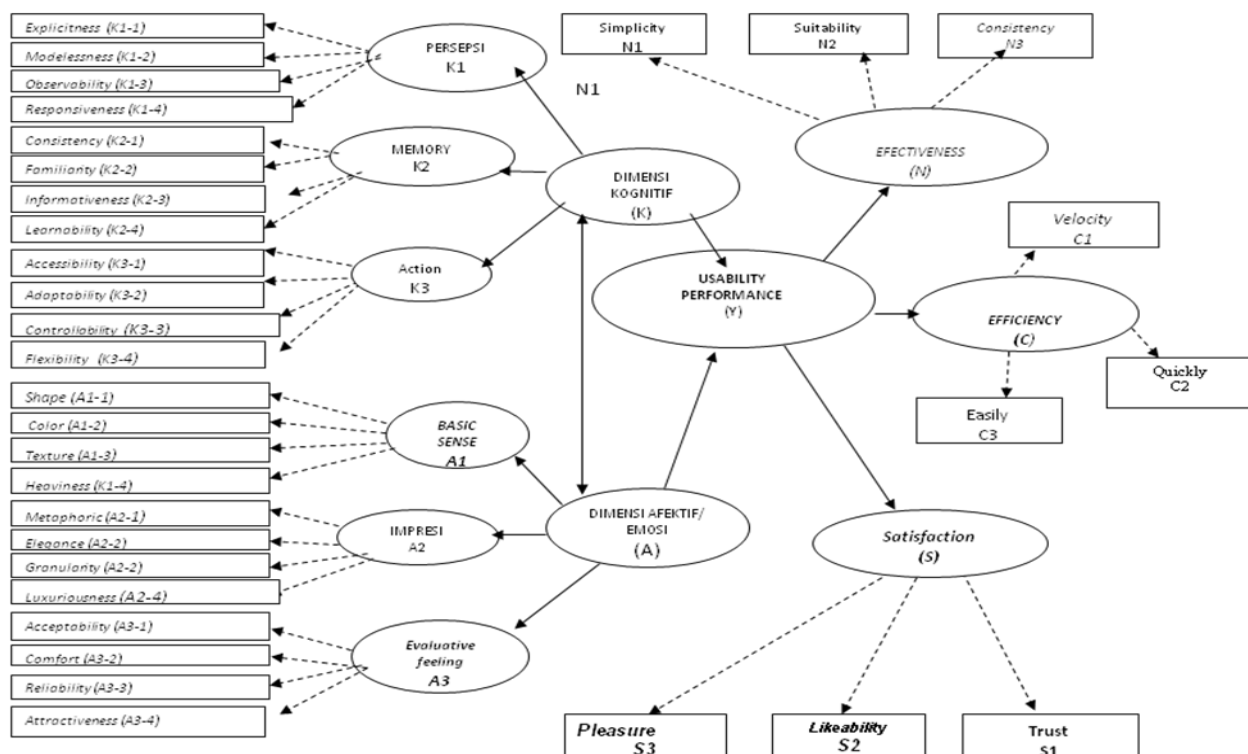 Explicitness (K1-1)
Modelessness (K1-2)
Observability (K1-3)
Responsiveness (K1-4)
Consistency (K2-1)
Familiarity (K2-2)
Informativeness (K2-3)
Learnability (K2-4)
Accessibility (K3-1)
Adaptability (K3-2)
Controllability (K3-3)
Flexibility (K3-4)
Shape (A1-1)
Color (A1-2)
Texture (A1-3)
Heaviness (K1-4)
Metaphoric (A2-1)
Elegance (A2-2)
Granularity (A2-2)
Luxuriousness (A2-4)
Acceptability (A3-1)
Comfort (A3-2)
Reliability (A3-3)
Attractiveness (A3-4)
PERSEPSI
K1
MEMORY
K2
Action
K3
BASIC
SENSE
A1
IMPRESI
A2
Evaluative
feeling
A3
DIMENSI
KOGNITIF
(K)
DIMENSI AFEKTIF/
EMOSI
(A)
USABILITY
PERFORMANCE
(Y)
Simplicity
N1
N1
Suitability
N2
Consistency
N3
EFECTIVENESS
(N)
Velocity
C1
EFFICIENCY
(C)
Quickly
C2
Easily
C3
Satisfaction
(S)
Pleasure
S3
Likeability
S2
Trust
S1